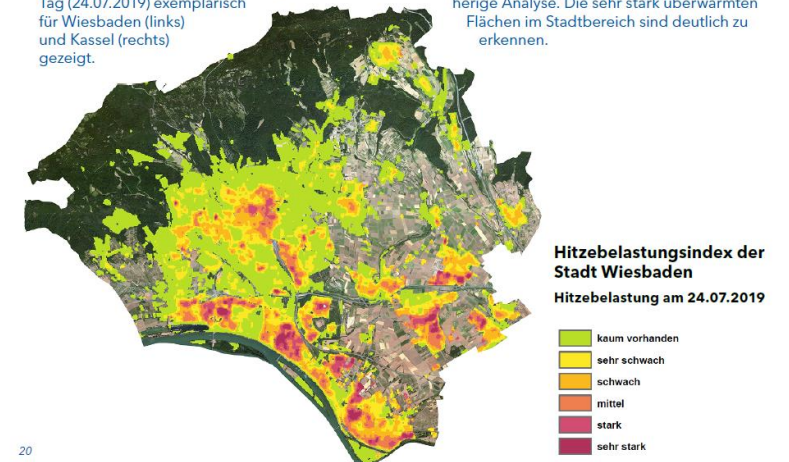 Tag (24.07.2019) exemplarisch
für Wiesbaden (links)
und Kassel (rechts)
gezeigt.
herige Analyse. Die sehr stark überwärmten
Flächen im Stadtbereich sind deutlich zu
erkennen.
Hitzebelastungsindex der
Stadt Wiesbaden
Hitzebelastung am 24.07.2019
kaum vorhanden
sehr schwach
schwach
mittel
stark
sehr stark
20